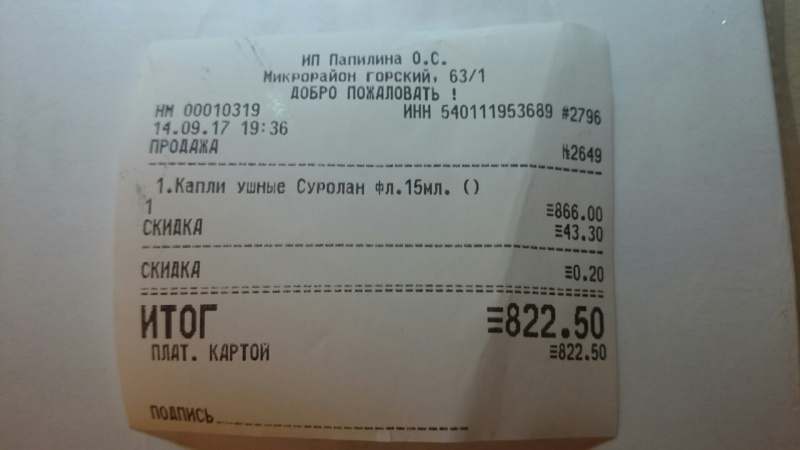 ИП Папилина О.С.
Микрорайон горский, 63/1
ДОБРО ПОЖАЛОВАТЬ !
НМ 00010319 ИНН 540111953689 #2796
14.09.17 19:36
ПРОДАЖА №2649
1.Капли ушные Суролан фл.15мл. ()
1 ≡866.00
СКИДКА ≡43.30
СКИДКА ≡0.20
ИТОГ ≡822.50
ПЛАТ. КАРТОЙ ≡822.50
ПОДПИСЬ